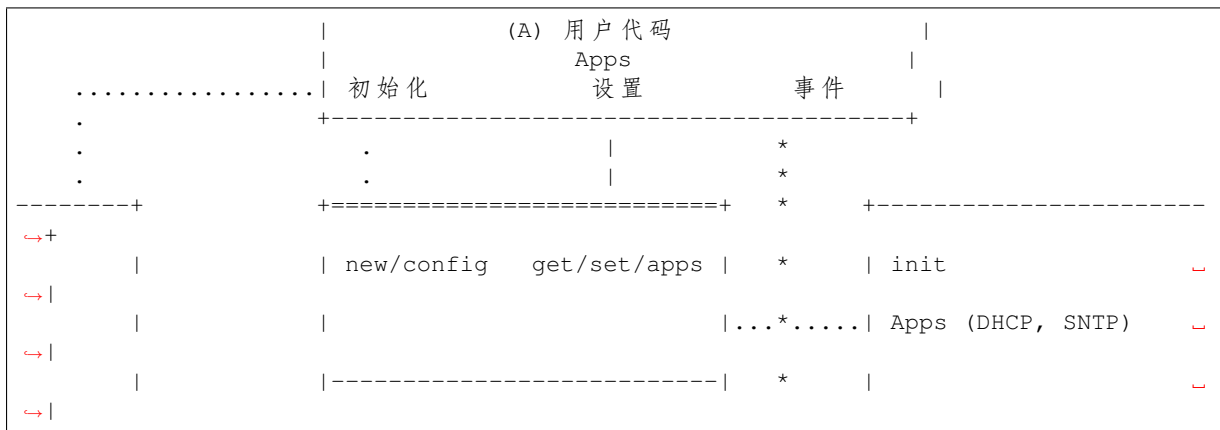 |            (A) 用户代码                    |
                      |                 Apps                   |
     .................| 初始化             设置            事件       |
     .                +----------------------------------------+
     .                    .                |           *
     .                    .                |           *
--------+             +===========================+    *     +-----------------------
↪+
        |             | new/config   get/set/apps |    *     | init                 ␣
↪|
        |             |                           |...*.....| Apps (DHCP, SNTP)    ␣
↪|
        |             |---------------------------|    *     |                      ␣
↪|